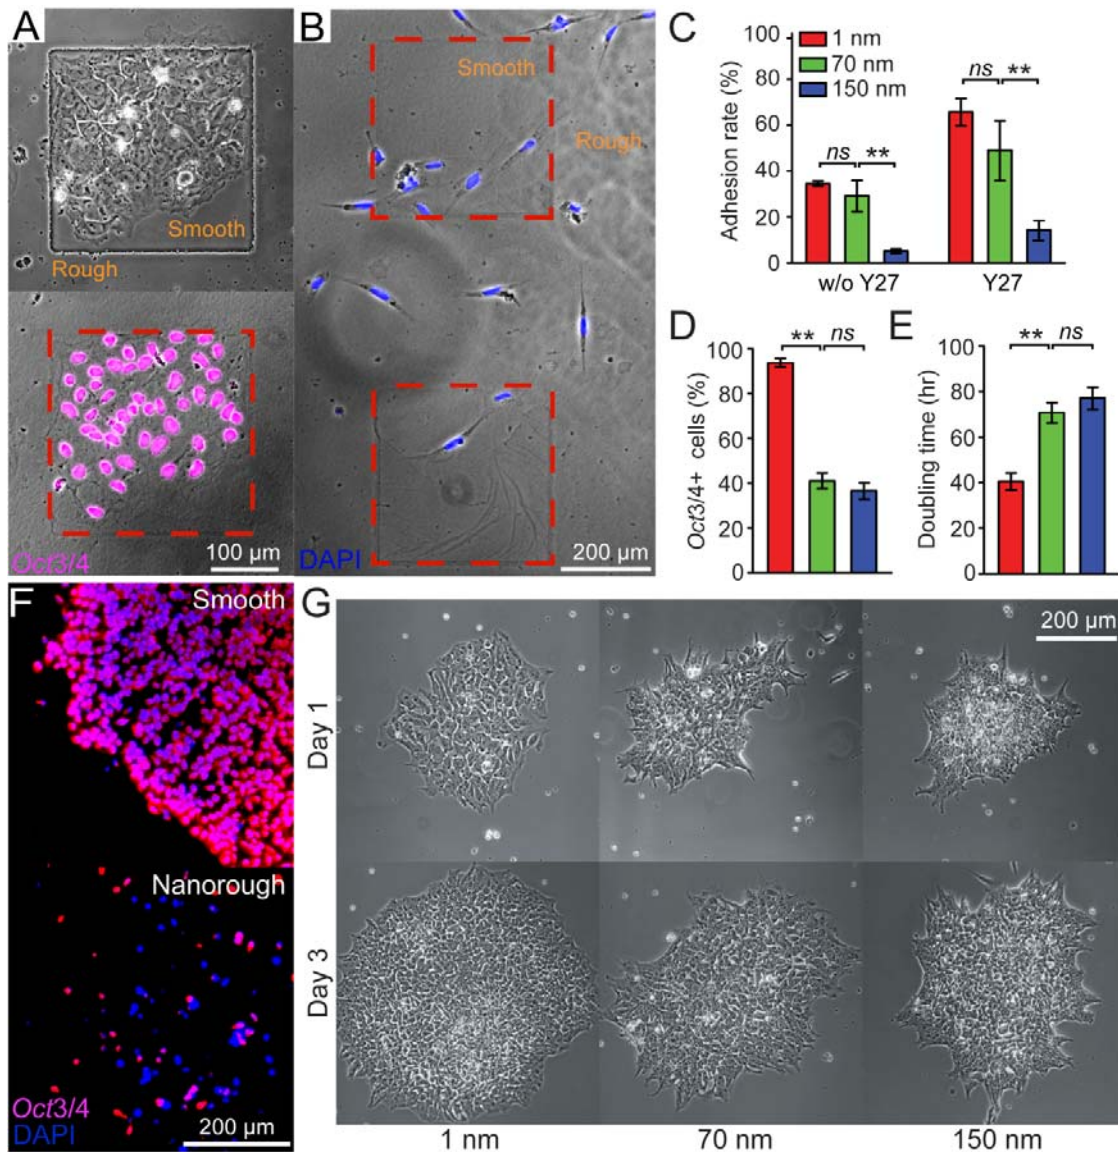 A
Smooth
Rough
Oct3/4
100 µm
B
Smooth
Rough
DAPI
200 µm
C
Adhesion rate (%)
100
80
60
40
20
0
1 nm
70 nm
150 nm
ns
**
ns
**
w/o Y27
Y27
D
Oct3/4+ cells (%)
100
80
60
40
20
0
**
ns
E
Doubling time (hr)
100
80
60
40
20
0
**
ns
F
Smooth
Nanorough
Oct3/4
DAPI
200 µm
G
200 µm
Day 1
Day 3
1 nm
70 nm
150 nm